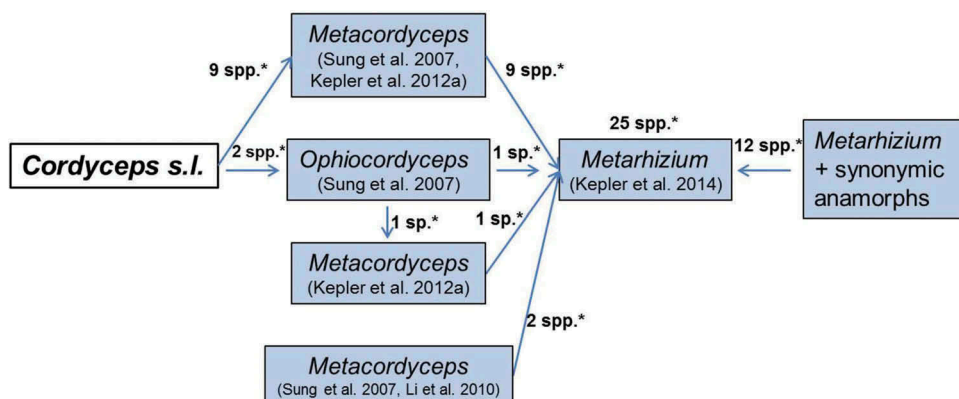 Metacordyceps
(Sung et al. 2007,
Kepler et al. 2012a)
9 spp.*
9 spp.*
25 spp.*
Cordyceps s.l.
2 spp.*
Ophiocordyceps
(Sung et al. 2007)
1 sp.*
Metarhizium
(Kepler et al. 2014)
12 spp.*
Metarhizium
+ synonymic
anamorphs
1 sp.*
1 sp.*
Metacordyceps
(Kepler et al. 2012a)
2 spp.*
Metacordyceps
(Sung et al. 2007, Li et al. 2010)